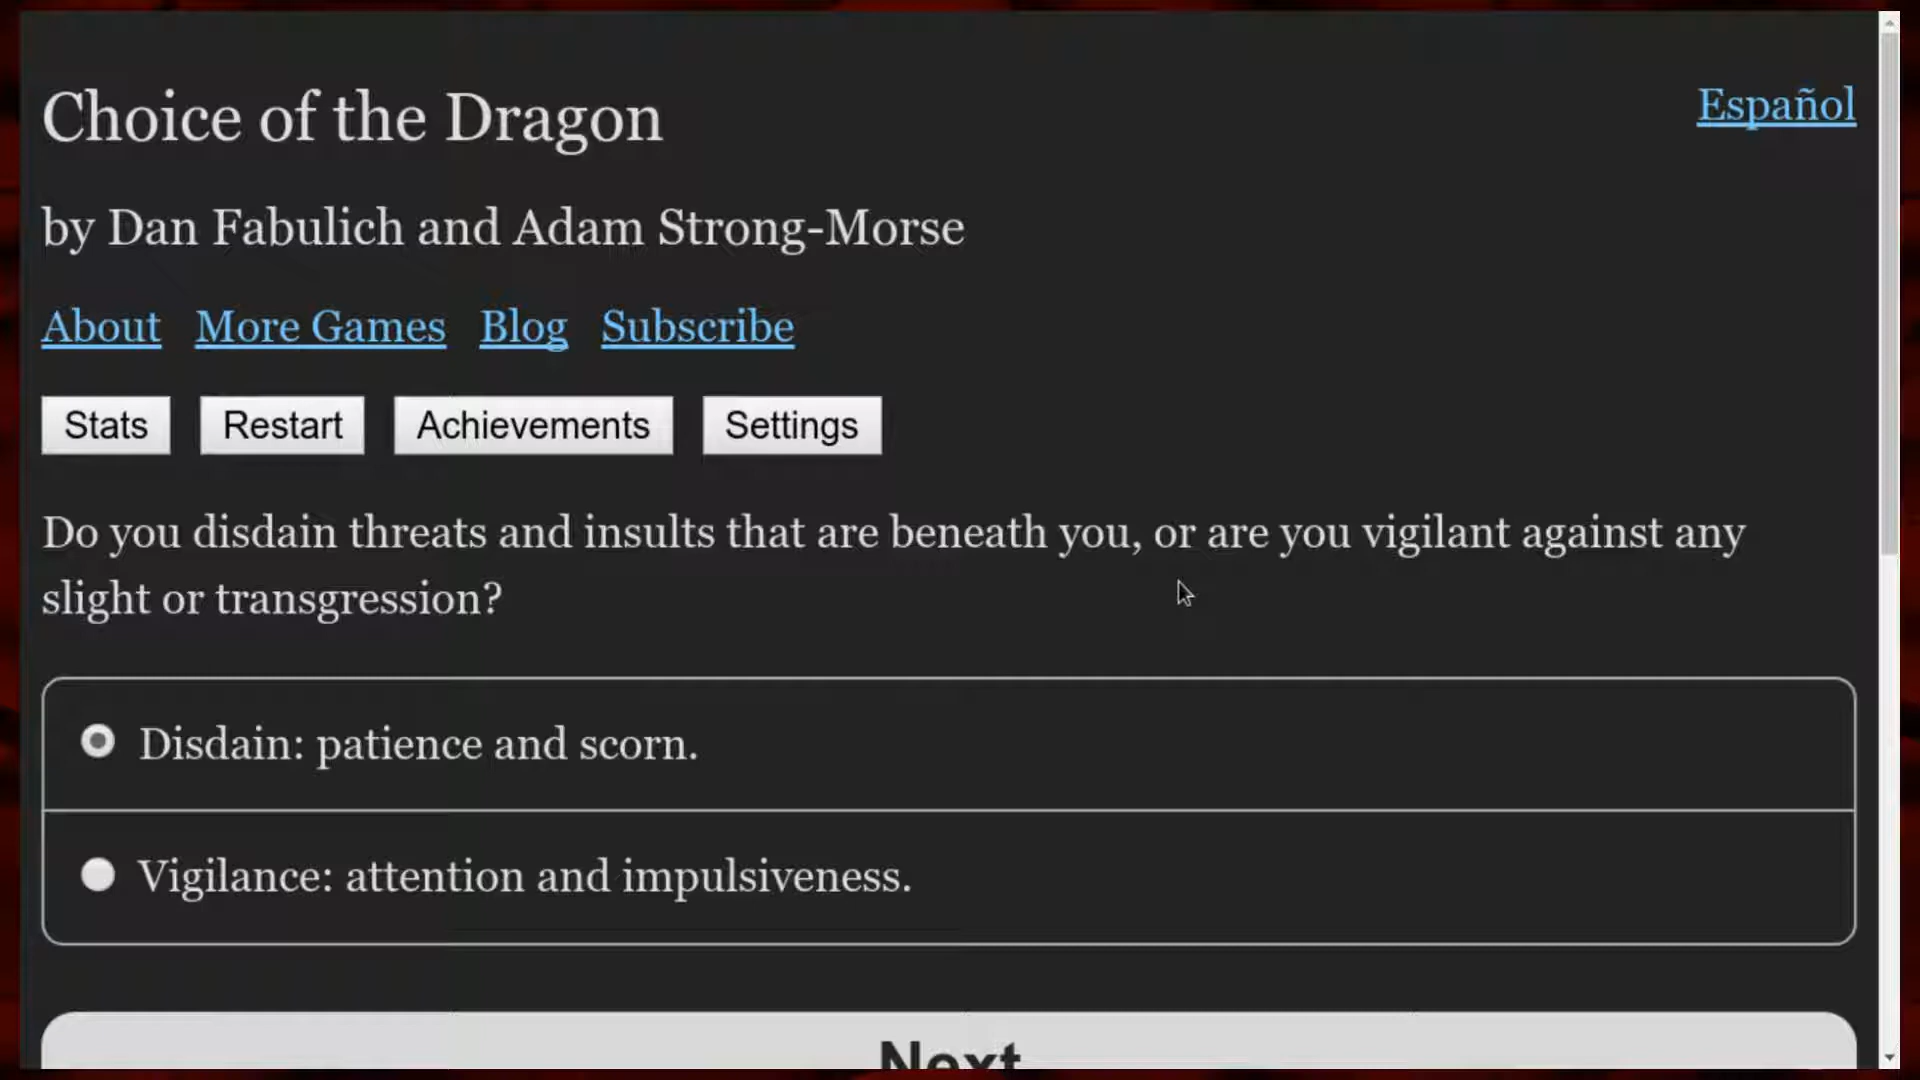 Choice of the Dragon
Español
by Dan Fabulich and Adam Strong-Morse
About More Games Blog Subscribe
Stats Restart Achievements Settings
Do you disdain threats and insults that are beneath you, or are you vigilant against any
slight or transgression?
Disdain: patience and scorn.
Vigilance: attention and impulsiveness.
Next